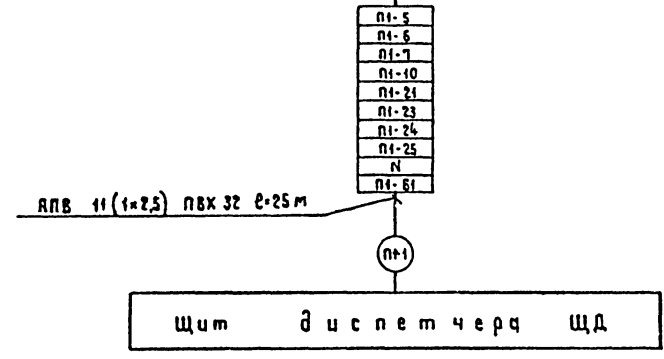 П1-5
П1-6
П1-7
П1-10
П1-21
П1-23
П1-24
П1-25
N
П1-61
АПВ 11(1×2,5) ПВХ 32 ℓ=25 м
П1-1
Щит диспетчера ЩД